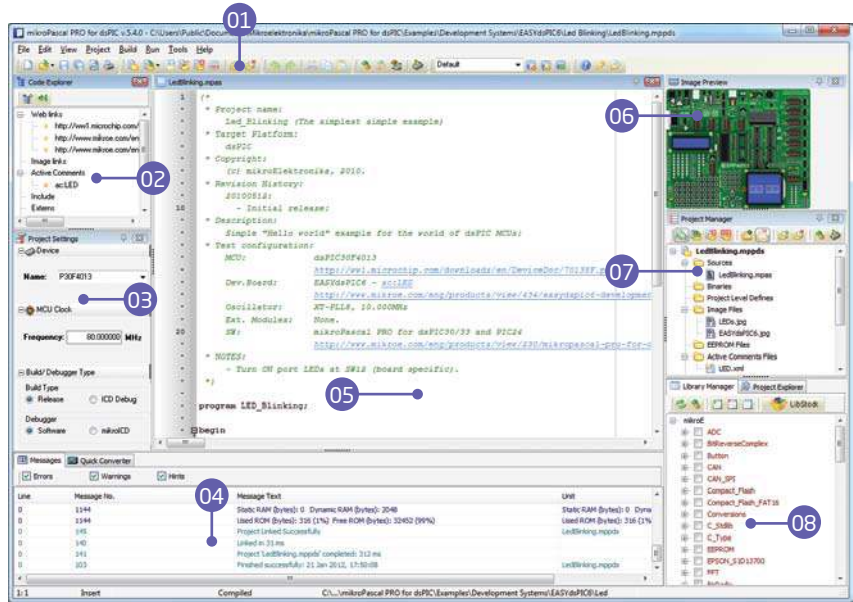 01
mikroPascal PRO for dsPIC v.5.4.0 - C:\Users\Public\Documents\Mikroelektronika\mikroPascal PRO for dsPIC\Examples\Development Systems\EASYdsPIC6\Led Blinking\LedBlinking.mppds
File Edit View Project Build Run Tools Help
Default
Code Explorer
Web links
http://ww1.microchip.com/
http://www.mikroe.com/en
http://www.mikroe.com/en
Image links
Active Comments
ac:LED
Include
Externs
02
Project Settings
Device
Name: P30F4013
03
MCU Clock
Frequency: 80.000000 MHz
Build/Debugger Type
Build Type
Release ICD Debug
Debugger
Software mikroICD
LedBlinking.mpas
1 (*
* Project name:
Led_Blinking (The simplest simple example)
* Target Platform:
dsPIC
* Copyright:
(c) mikroElektronika, 2010.
* Revision History:
20100512:
10 - Initial release;
* Description:
Simple "Hello world" example for the world of dsPIC MCUs;
* Test configuration:
MCU: dsPIC30F4013
http://ww1.microchip.com/downloads/en/DeviceDoc/70138F.p
Dev.Board: EASYdsPIC6 - ac:LED
http://www.mikroe.com/eng/products/view/434/easydspic6-developmen
Oscillator: XT-PLL8, 10.000MHz
Ext. Modules: None.
20 SW: mikroPascal PRO for dsPIC30/33 and PIC24
http://www.mikroe.com/eng/products/view/230/mikropascal-pro-for-d
* NOTES:
- Turn ON port LEDs at SW12 (board specific).
*)
05
program LED_Blinking;
begin
Image Preview
06
Project Manager
07
LedBlinking.mppds
Sources
LedBlinking.mpas
Binaries
Project Level Defines
Image Files
LEDs.jpg
EASYdsPIC6.jpg
EEPROM Files
Active Comments Files
LED.xml
Library Manager Project Explorer
LibStock
mikroE
ADC
BitReverseComplex
Button
CAN
CAN_SPI
Compact_Flash
Compact_Flash_FAT16
Conversions
C_Stdlib
C_Type
EEPROM
EPSON_S1D13700
FFT
08
Messages Quick Converter
Errors Warnings Hints
Line Message No. Message Text Unit
0 1144 Static RAM (bytes): 0 Dynamic RAM (bytes): 2048 Static RAM (bytes): 0 Dyna
0 1144 Used ROM (bytes): 316 (1%) Free ROM (bytes): 32452 (99%) Used ROM (bytes): 316 (1%
0 145 Project Linked Successfully LedBlinking.mppds
0 140 Linked in 31 ms
0 141 Project 'LedBlinking.mppds' completed: 312 ms
0 103 Finished successfully: 21 Jan 2012, 17:50:08 LedBlinking.mppds
04
1:1 Insert Compiled C:\...\mikroPascal PRO for dsPIC\Examples\Development Systems\EASYdsPIC6\Led